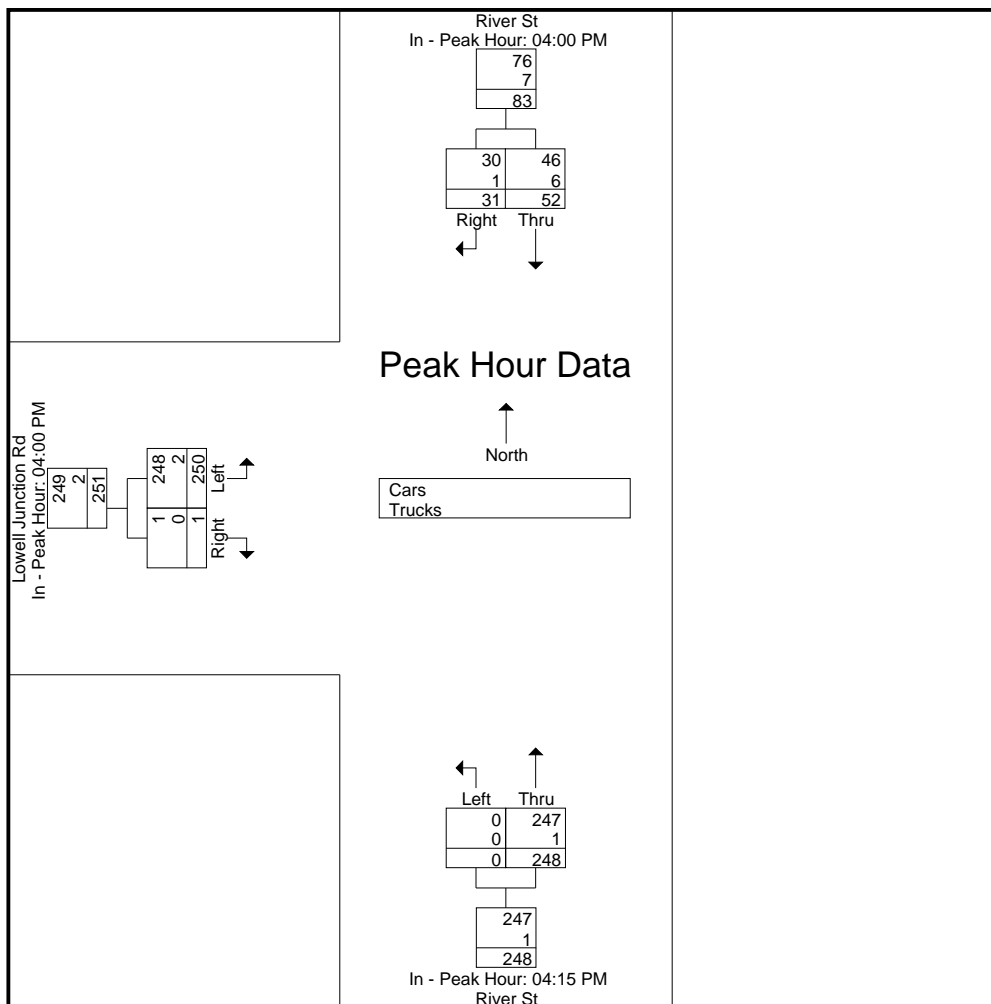 River St
In - Peak Hour: 04:00 PM
76
7
83
30 46
1 6
31 52
Right Thru
Peak Hour Data
North
Cars
Trucks
Lowell Junction Rd
In - Peak Hour: 04:00 PM
249
2
251
248
2
250
Left
1
0
1
Right
Left Thru
0 247
0 1
0 248
247
1
248
In - Peak Hour: 04:15 PM
River St